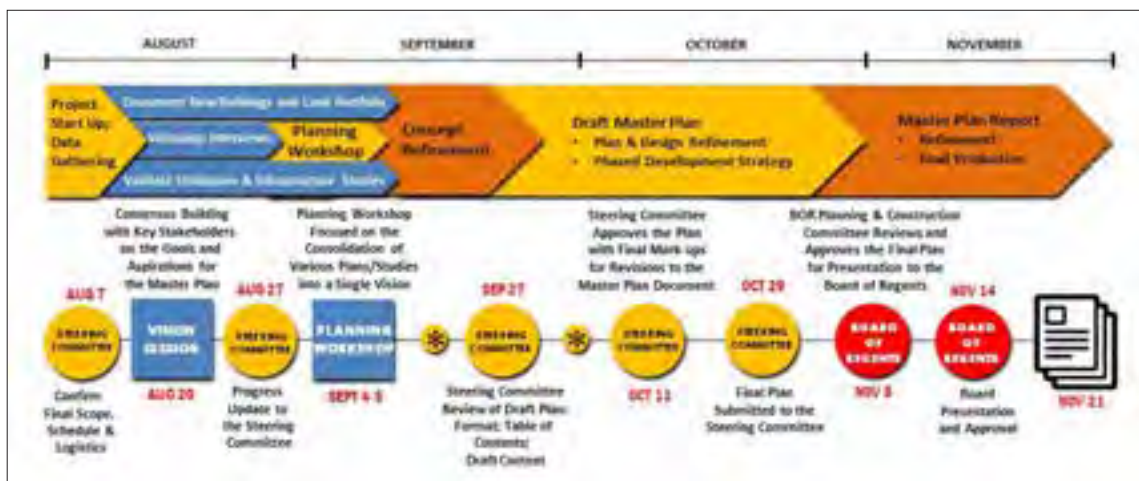 AUGUST
SEPTEMBER
OCTOBER
NOVEMBER
Project
Start Up;
Data
Gathering
Document New Buildings and Land Portfolio
Planning
Workshop
Validate Utilization & Infrastructure Studies
Concept
Refinement
Draft Master Plan
• Plan & Design Refinement
• Phased Development Strategy
Master Plan Report
• Refinement
• Final Production
Consensus Building
with Key Stakeholders
on the Goals and
Aspirations for
the Master Plan
Planning Workshop
Focused on the
Consolidation of
Various Plans/Studies
into a Single Vision
Steering Committee
Approves the Plan
with Final Mark-ups
for Revisions to the
Master Plan Document
BOR Planning & Construction
Committee Reviews and
Approves the Final Plan
for Presentation to the
Board of Regents
AUG 7
AUG 27
SEP 27
OCT 29
NOV 14
STEERING
COMMITTEE
VISION
SESSION
STEERING
COMMITTEE
PLANNING
WORKSHOP
STEERING
COMMITTEE
STEERING
COMMITTEE
STEERING
COMMITTEE
BOARD
OF
REGENTS
BOARD
OF
REGENTS
AUG 20
SEPT 4-5
OCT 11
NOV 8
NOV 21
Confirm
Final Scope,
Schedule &
Logistics
Progress
Update to
the Steering
Committee
Steering Committee
Review of Draft Plan:
Format; Table of
Contents;
Draft Content
Final Plan
Submitted to the
Steering Committee
Board
Presentation
and Approval